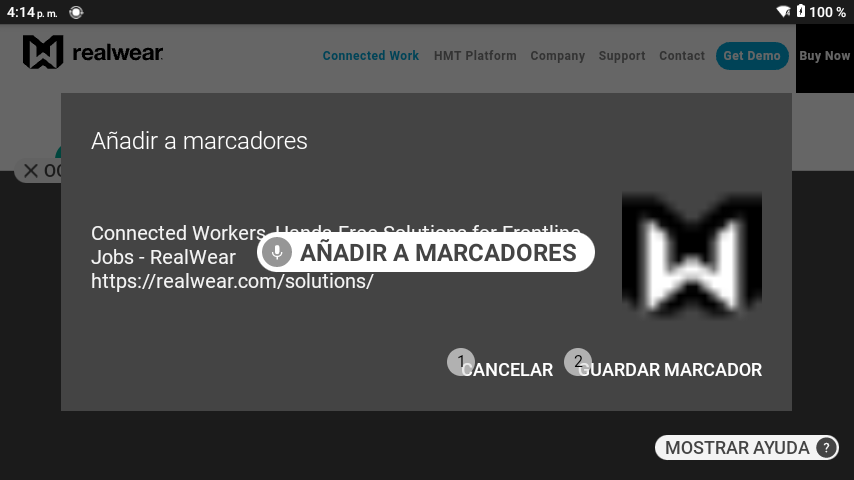 4:14 p. m.
100 %
realwear
Connected Work
HMT Platform
Company
Support
Contact
Get Demo
Buy Now
Añadir a marcadores
Connected Workers, Hands-Free Solutions for Frontline
Jobs - RealWear
https://realwear.com/solutions/
AÑADIR A MARCADORES
1
CANCELAR
2
GUARDAR MARCADOR
MOSTRAR AYUDA ?